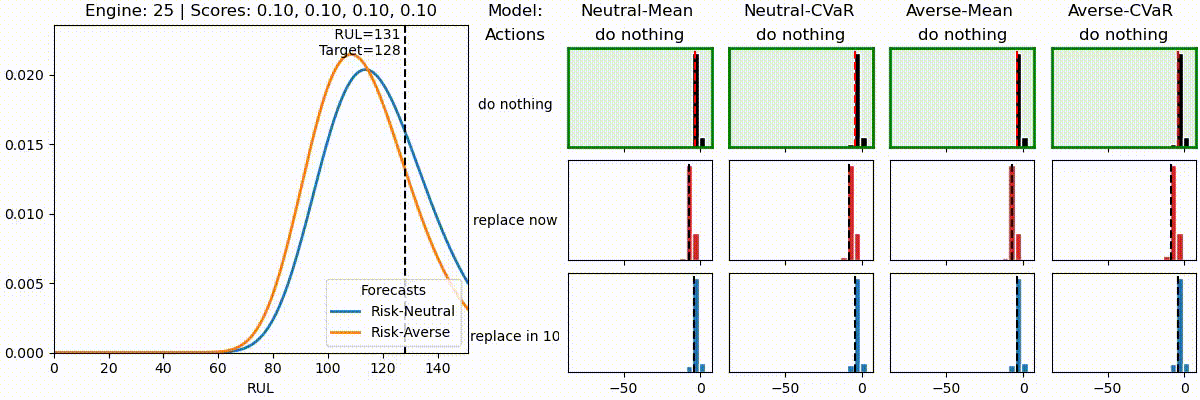 Engine: 25 | Scores: 0.10, 0.10, 0.10, 0.10
RUL=131
Target=128
0.020
0.015
0.010
0.005
0.000
0 20 40 60 80 100 120 140
RUL
Forecasts
Risk-Neutral
Risk-Averse
Model: Neutral-Mean Neutral-CVaR Averse-Mean Averse-CVaR
Actions do nothing do nothing do nothing do nothing
do nothing
replace now
replace in 10
−50 0 −50 0 −50 0 −50 0